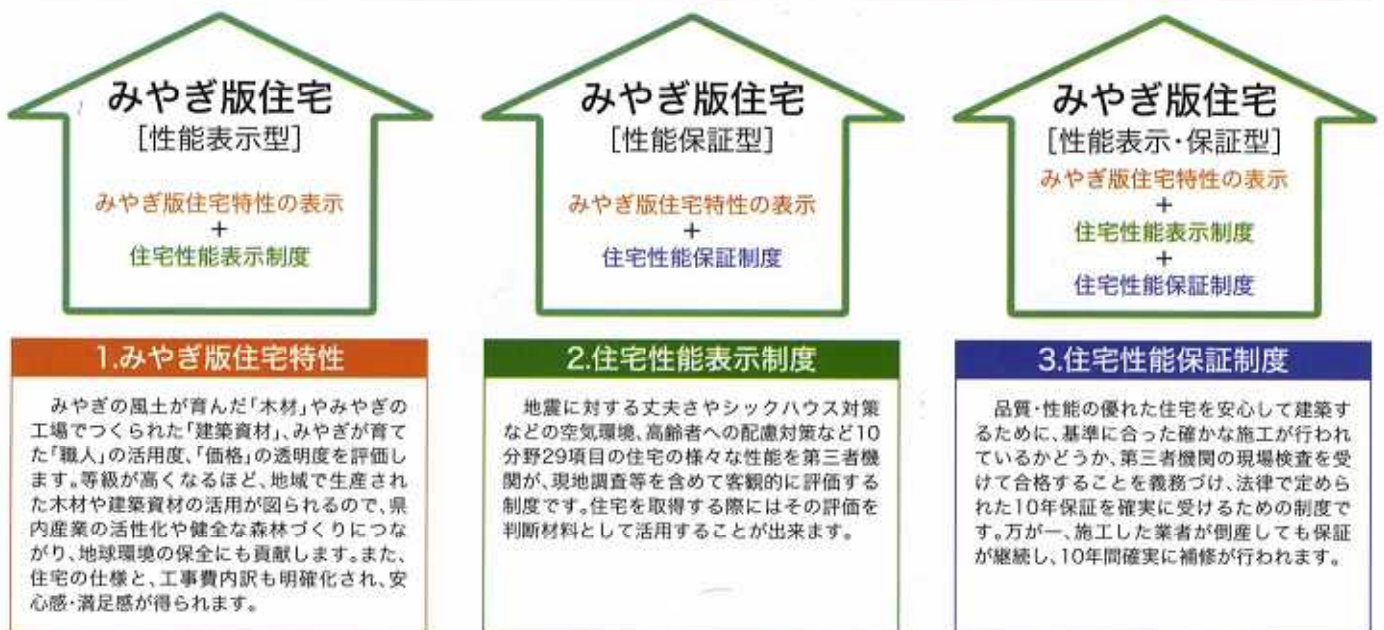 みやぎ版住宅
[性能表示型]
みやぎ版住宅特性の表示
+
住宅性能表示制度
みやぎ版住宅
[性能保証型]
みやぎ版住宅特性の表示
+
住宅性能保証制度
みやぎ版住宅
[性能表示・保証型]
みやぎ版住宅特性の表示
+
住宅性能表示制度
+
住宅性能保証制度
1.みやぎ版住宅特性
みやぎの風土が育んだ「木材」やみやぎの
工場でつくられた「建築資材」、みやぎが育て
た「職人」の活用度、「価格」の透明度を評価し
ます。等級が高くなるほど、地域で生産され
た木材や建築資材の活用が図られるので、県
内産業の活性化や健全な森林づくりにつな
がり、地球環境の保全にも貢献します。また、
住宅の仕様と、工事費内訳も明確化され、安
心感・満足感が得られます。
2.住宅性能表示制度
地震に対する丈夫さやシックハウス対策
などの空気環境、高齢者への配慮対策など10
分野29項目の住宅の様々な性能を第三者機
関が、現地調査等を含めて客観的に評価する
制度です。住宅を取得する際にはその評価を
判断材料として活用することが出来ます。
3.住宅性能保証制度
品質・性能の優れた住宅を安心して建築す
るために、基準に合った確かな施工が行われ
ているかどうか、第三者機関の現場検査を受
けて合格することを義務づけ、法律で定めら
れた10年保証を確実に受けるための制度で
す。万が一、施工した業者が倒産しても保証
が継続し、10年間確実に補修が行われます。